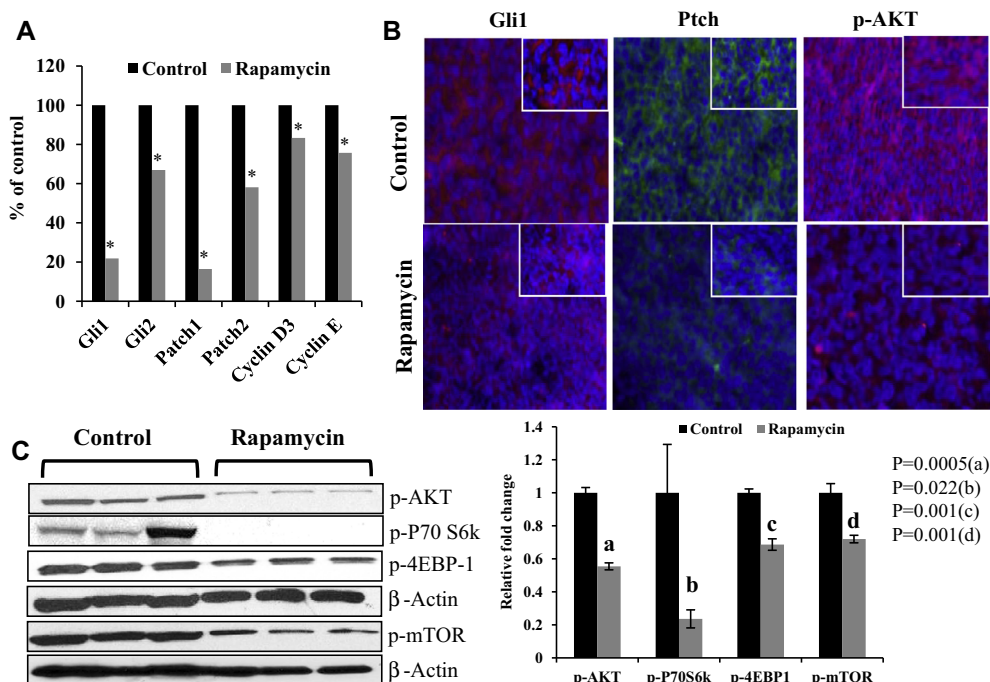 A
120
100
80
60
40
20
0
% of control
Control Rapamycin
* * * * * *
Gli1 Gli2 Patch1 Patch2 Cyclin D3 Cyclin E
B
Gli1 Ptch p-AKT
Control
Rapamycin
C
Control Rapamycin
p-AKT
p-P70 S6k
p-4EBP-1
β-Actin
p-mTOR
β-Actin
1.4
1.2
1
0.8
0.6
0.4
0.2
0
Relative fold change
Control Rapamycin
a b c d
p-AKT p-P70S6k p-4EBP1 p-mTOR
P=0.0005(a)
P=0.022(b)
P=0.001(c)
P=0.001(d)